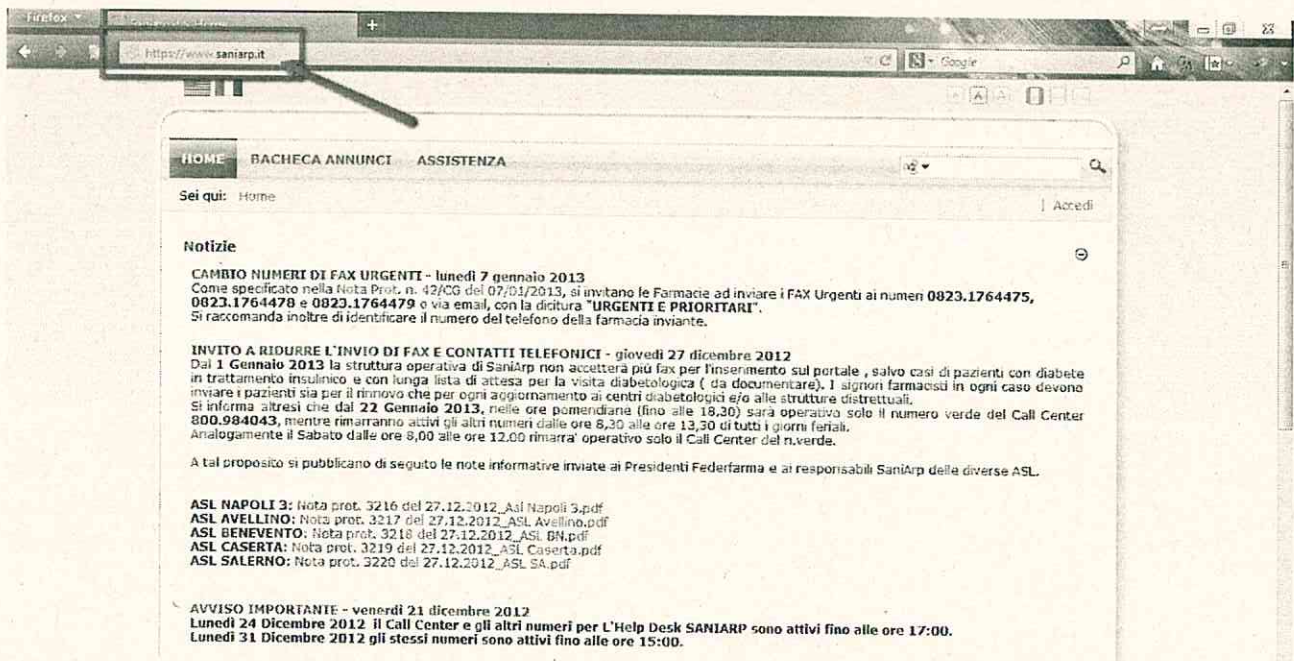 Firefox
https://www.saniarp.it
Google
HOME BACHECA ANNUNCI ASSISTENZA
Sei qui: Home
Accedi
Notizie
CAMBIO NUMERI DI FAX URGENTI - lunedì 7 gennaio 2013
Come specificato nella Nota Prot. n. 42/CG del 07/01/2013, si invitano le Farmacie ad inviare i FAX Urgenti ai numeri 0823.1764475,
0823.1764478 e 0823.1764479 o via email, con la dicitura "URGENTI E PRIORITARI".
Si raccomanda inoltre di identificare il numero del telefono della farmacia inviante.
INVITO A RIDURRE L'INVIO DI FAX E CONTATTI TELEFONICI - giovedì 27 dicembre 2012
Dal 1 Gennaio 2013 la struttura operativa di SaniArp non accetterà più fax per l'inserimento sul portale , salvo casi di pazienti con diabete
in trattamento insulinico e con lunga lista di attesa per la visita diabetologica ( da documentare). I signori farmacisti in ogni caso devono
inviare i pazienti sia per il rinnovo che per ogni aggiornamento ai centri diabetologici e/o alle strutture distrettuali.
Si informa altresì che dal 22 Gennaio 2013, nelle ore pomeridiane (fino alle 18,30) sarà operativo solo il numero verde del Call Center
800.984043, mentre rimarranno attivi gli altri numeri dalle ore 8,30 alle ore 13,30 di tutti i giorni feriali.
Analogamente il Sabato dalle ore 8,00 alle ore 12.00 rimarra' operativo solo il Call Center del n.verde.
A tal proposito si pubblicano di seguito le note informative inviate ai Presidenti Federfarma e ai responsabili SaniArp delle diverse ASL.
ASL NAPOLI 3: Nota prot. 3216 del 27.12.2012_Asl Napoli 3.pdf
ASL AVELLINO: Nota prot. 3217 del 27.12.2012_ASL Avellino.pdf
ASL BENEVENTO: Nota prot. 3218 del 27.12.2012_ASL BN.pdf
ASL CASERTA: Nota prot. 3219 del 27.12.2012_ASL Caserta.pdf
ASL SALERNO: Nota prot. 3220 del 27.12.2012_ASL SA.pdf
AVVISO IMPORTANTE - venerdì 21 dicembre 2012
Lunedì 24 Dicembre 2012 il Call Center e gli altri numeri per L'Help Desk SANIARP sono attivi fino alle ore 17:00.
Lunedì 31 Dicembre 2012 gli stessi numeri sono attivi fino alle ore 15:00.